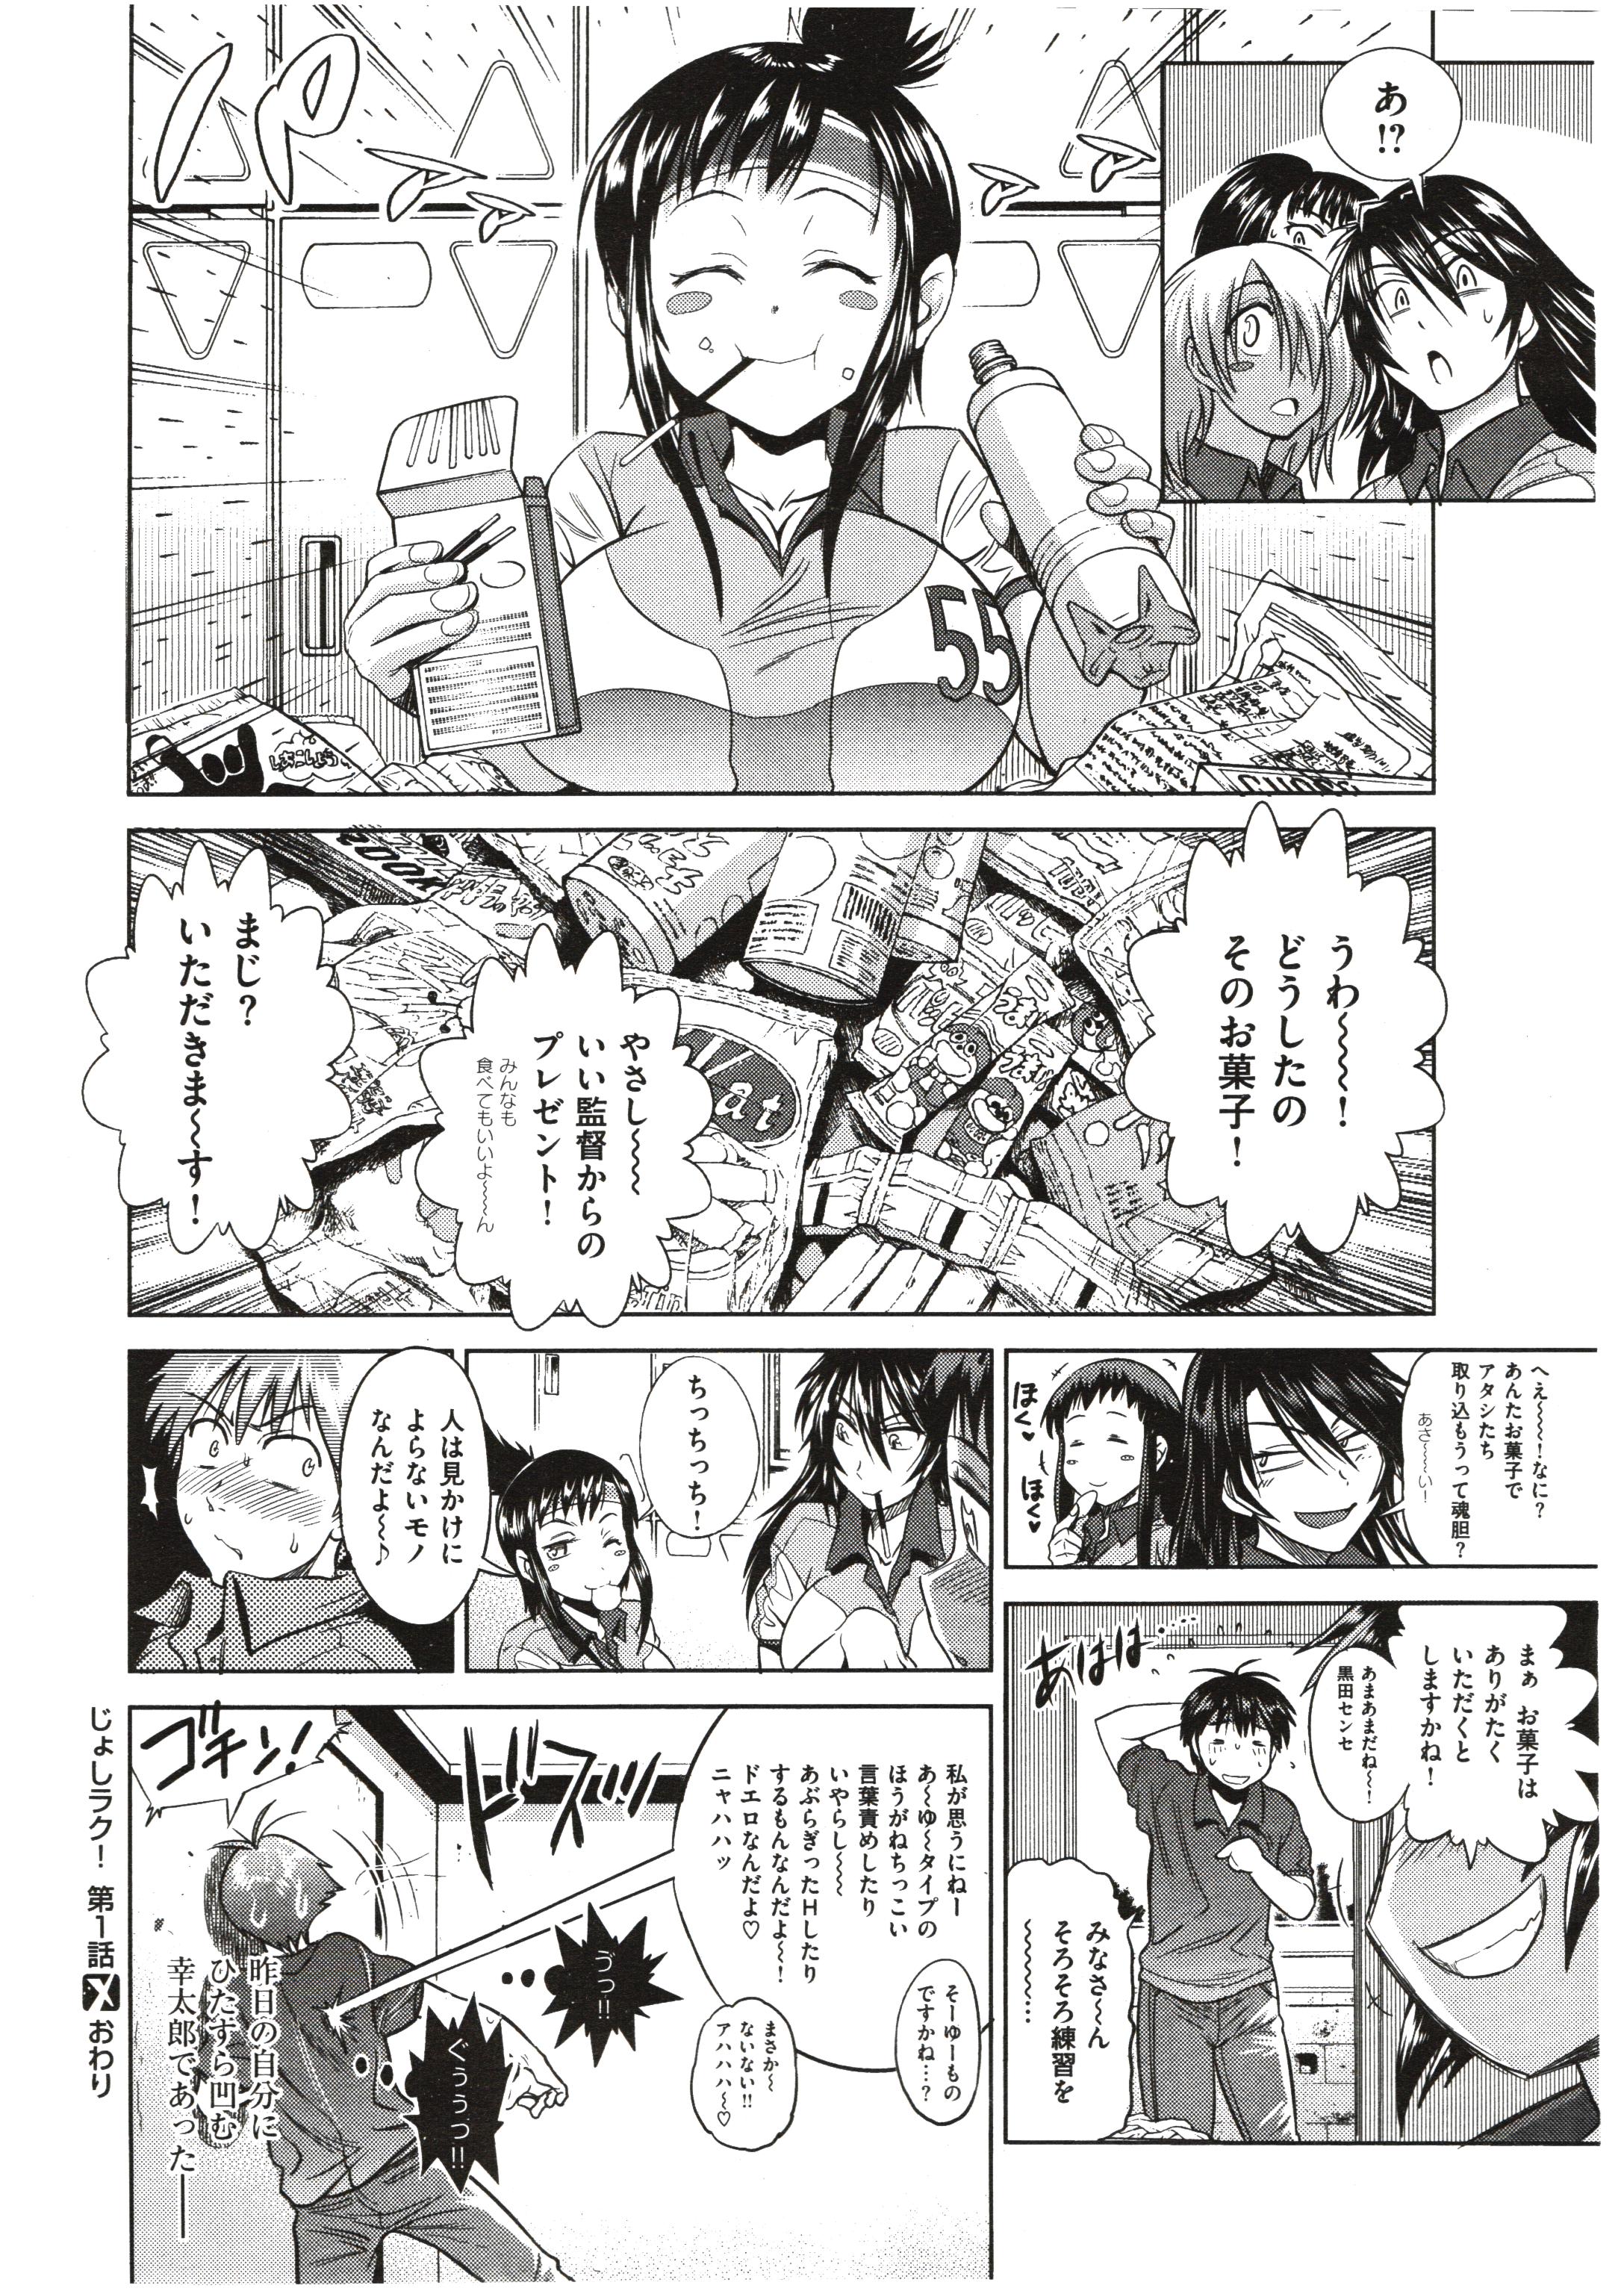 あ!?
パ
ァ
ァ
55
しおこしょう
うわ〜〜〜!
どうしたの
そのお菓子!
やさし〜〜〜
いい監督からの
プレゼント!
みんなも
食べてもいいよ〜〜ん
まじ?
いただきま〜〜す!
へえ〜〜〜!なに?
あんたお菓子で
アタシたち
取り込もうって魂胆?
あさ〜〜い!
ほく♥
ほく♥
ちっちっち!
人は見かけに
よらないモノ
なんだよ〜♪
まぁ お菓子は
ありがたく
いただくと
しますかね!
あまあまだね〜!
黒田センセ
あはは…
みなさ〜ん
そろそろ練習を
〜〜〜〜……
私が思うにねー
あ〜ゆ〜タイプの
ほうがねちっこい
言葉責めしたり
いやらし〜〜〜
あぶらぎったHしたり
するもんなんだよ〜!
ドエロなんだよ♡
ニャハハハッ
そーゆーもの
ですかね…?
まさか〜
ないない!!
アハハハ〜♡
ドスッ
ゴキン!
ゔっ!!
ぐううっ!!
昨日の自分に
ひたすら凹む
幸太郎であった――
じょしラク! 第1話 X おわり